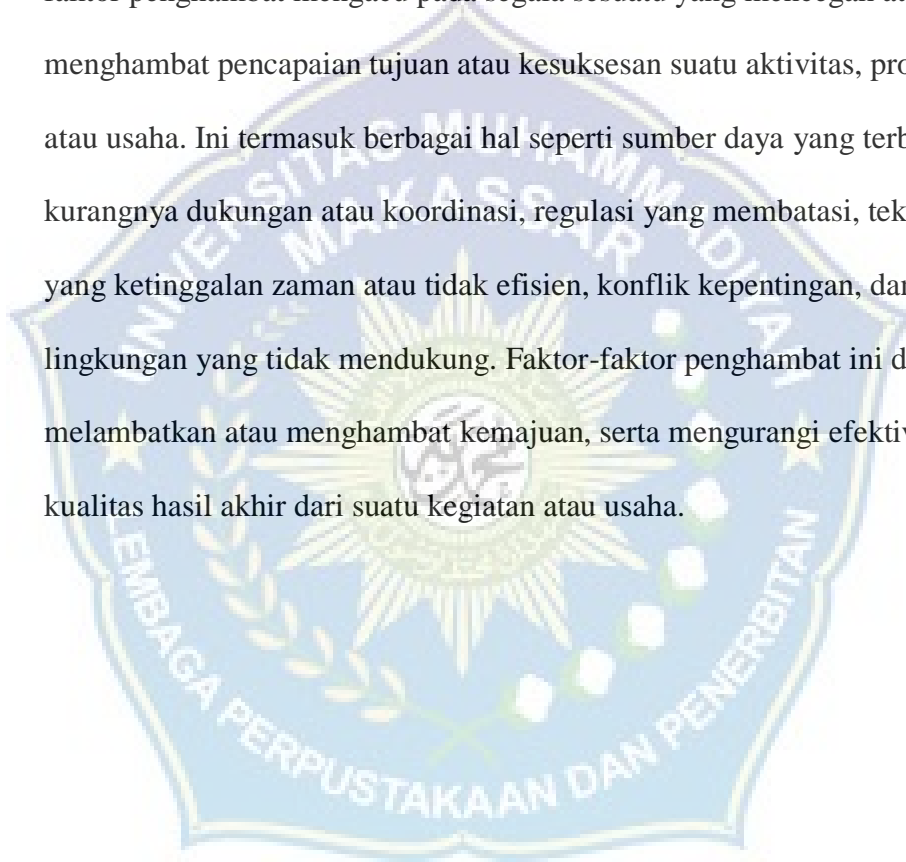 penghambat mengacu pada segala sesuatu yang
menghambat pencapaian tujuan atau kesuksesan suatu aktivitas, pro
atau usaha. Ini termasuk berbagai hal seperti sumber daya yang terb
kurangnya dukungan atau koordinasi, regulasi yang membatasi, tek
yang ketinggalan zaman atau tidak efisien, konflik kepentingan, dan
lingkungan yang tidak mendukung. Faktor-faktor penghambat ini d
melambatkan atau menghambat kemajuan, serta mengurangi efektiv
kualitas hasil akhir dari suatu kegiatan atau usaha.
UNIVERSITAS MUHAMMADIYAH
MAKASSAR
LEMBAGA PERPUSTAKAAN DAN PENERBITAN